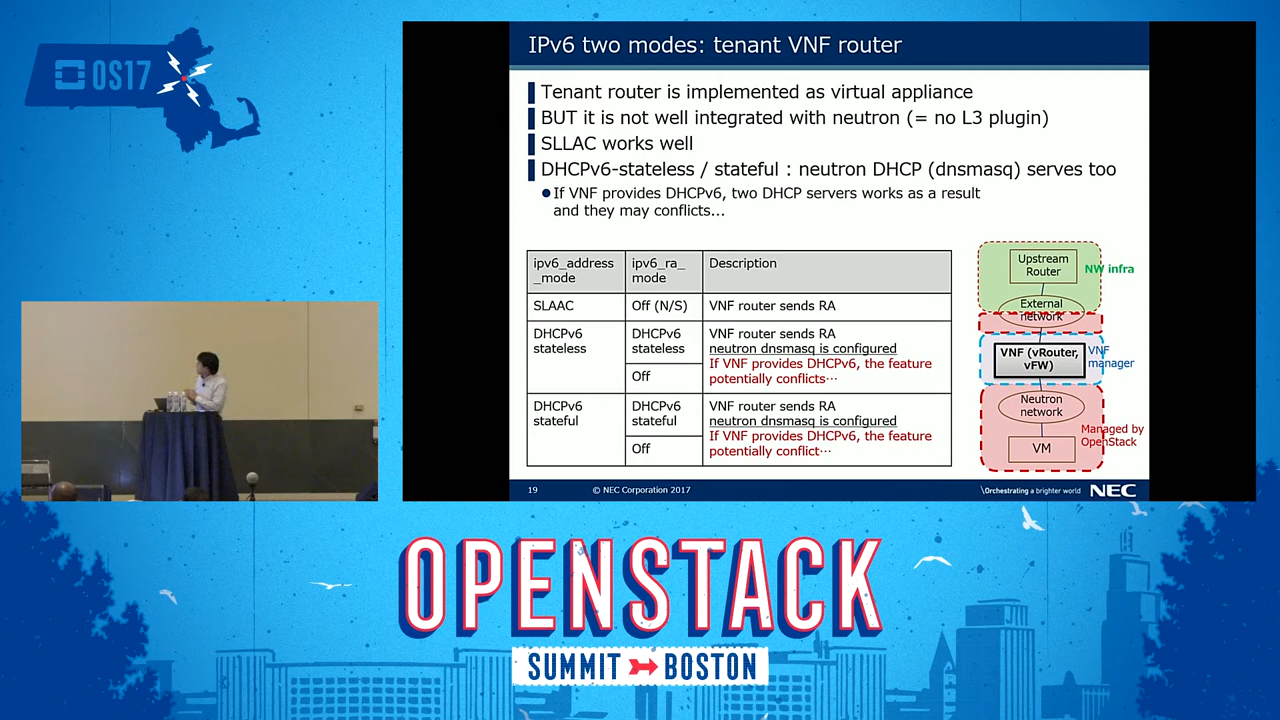 OS17
IPv6 two modes: tenant VNF router
Tenant router is implemented as virtual appliance
BUT it is not well integrated with neutron (= no L3 plugin)
SLLAC works well
DHCPv6-stateless / stateful : neutron DHCP (dnsmasq) serves too
If VNF provides DHCPv6, two DHCP servers works as a result
and they may conflicts...
ipv6_address
_mode
ipv6_ra_
mode
Description
SLAAC
Off (N/S)
VNF router sends RA
DHCPv6
stateless
DHCPv6
stateless
Off
VNF router sends RA
neutron dnsmasq is configured
If VNF provides DHCPv6, the feature
potentially conflicts…
DHCPv6
stateful
DHCPv6
stateful
Off
VNF router sends RA
neutron dnsmasq is configured
If VNF provides DHCPv6, the feature
potentially conflict…
Upstream
Router
NW infra
External
network
VNF (vRouter,
vFW)
VNF
manager
Neutron
network
Managed by
OpenStack
VM
19
© NEC Corporation 2017
\Orchestrating a brighter world
NEC
OPENSTACK
SUMMIT BOSTON